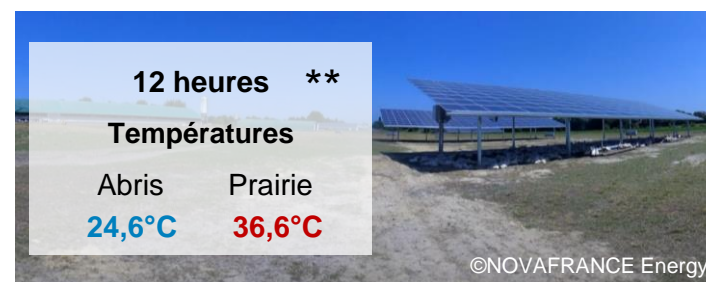 12 heures **
Températures
Abris Prairie
24,6°C 36,6°C
©NOVAFRANCE Energy